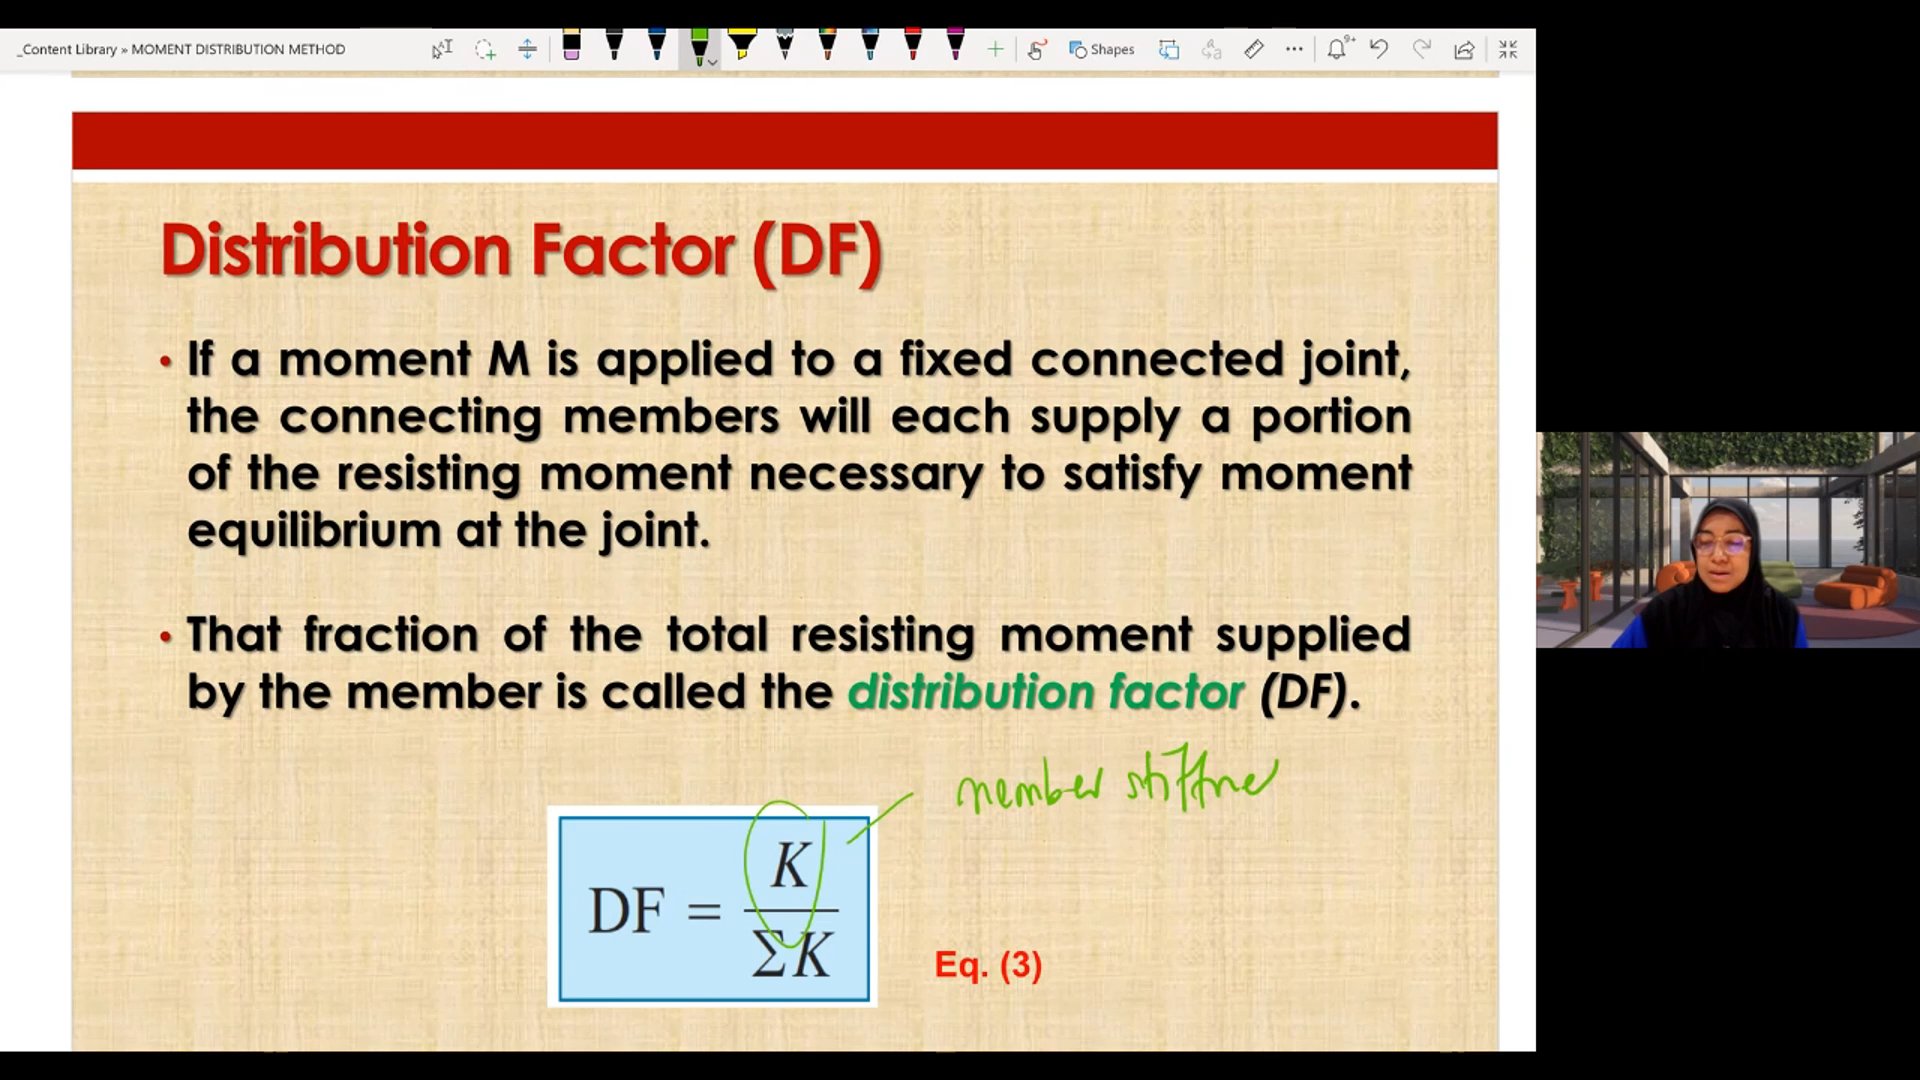 _Content Library » MOMENT DISTRIBUTION METHOD
Shapes
9+
Distribution Factor (DF)
• If a moment M is applied to a fixed connected joint,
the connecting members will each supply a portion
of the resisting moment necessary to satisfy moment
equilibrium at the joint.
• That fraction of the total resisting moment supplied
by the member is called the distribution factor (DF).
member stiffne
DF = K / ΣK
Eq. (3)